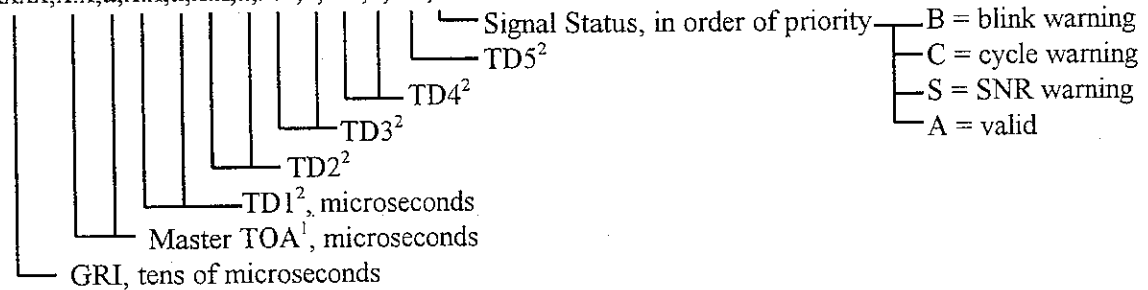 Signal Status, in order of priority B = blink warning
TD5² C = cycle warning
TD4² S = SNR warning
TD3² A = valid
TD2²
TD1², microseconds
Master TOA¹, microseconds
GRI, tens of microseconds